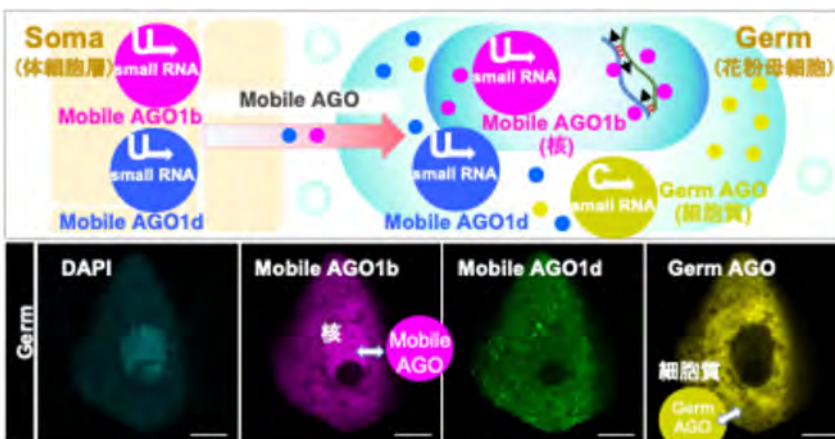 Soma
(体細胞層)
U
small RNA
Mobile AGO1b
U
small RNA
Mobile AGO1d
Mobile AGO
U
small RNA
Mobile AGO1b
(核)
U
small RNA
Mobile AGO1d
C
small RNA
Germ AGO
(細胞質)
Germ
(花粉母細胞)
Germ
DAPI
Mobile AGO1b
核
Mobile
AGO
Mobile AGO1d
Germ AGO
細胞質
Germ
AGO